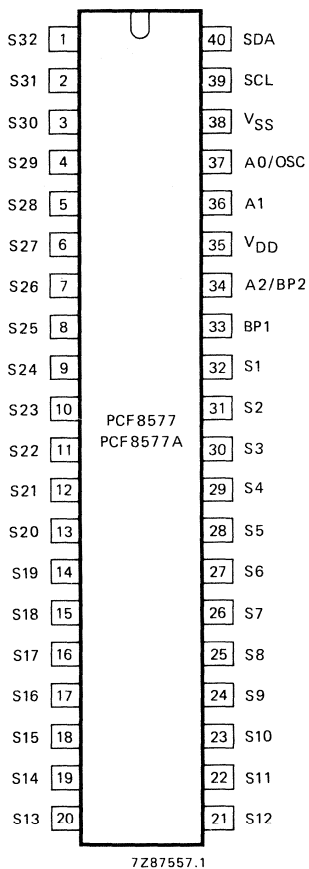 S32 1 40 SDA
S31 2 39 SCL
S30 3 38 VSS
S29 4 37 A0/OSC
S28 5 36 A1
S27 6 35 VDD
S26 7 34 A2/BP2
S25 8 33 BP1
S24 9 32 S1
S23 10 31 S2
PCF8577
PCF8577A
S22 11 30 S3
S21 12 29 S4
S20 13 28 S5
S19 14 27 S6
S18 15 26 S7
S17 16 25 S8
S16 17 24 S9
S15 18 23 S10
S14 19 22 S11
S13 20 21 S12
7Z87557.1